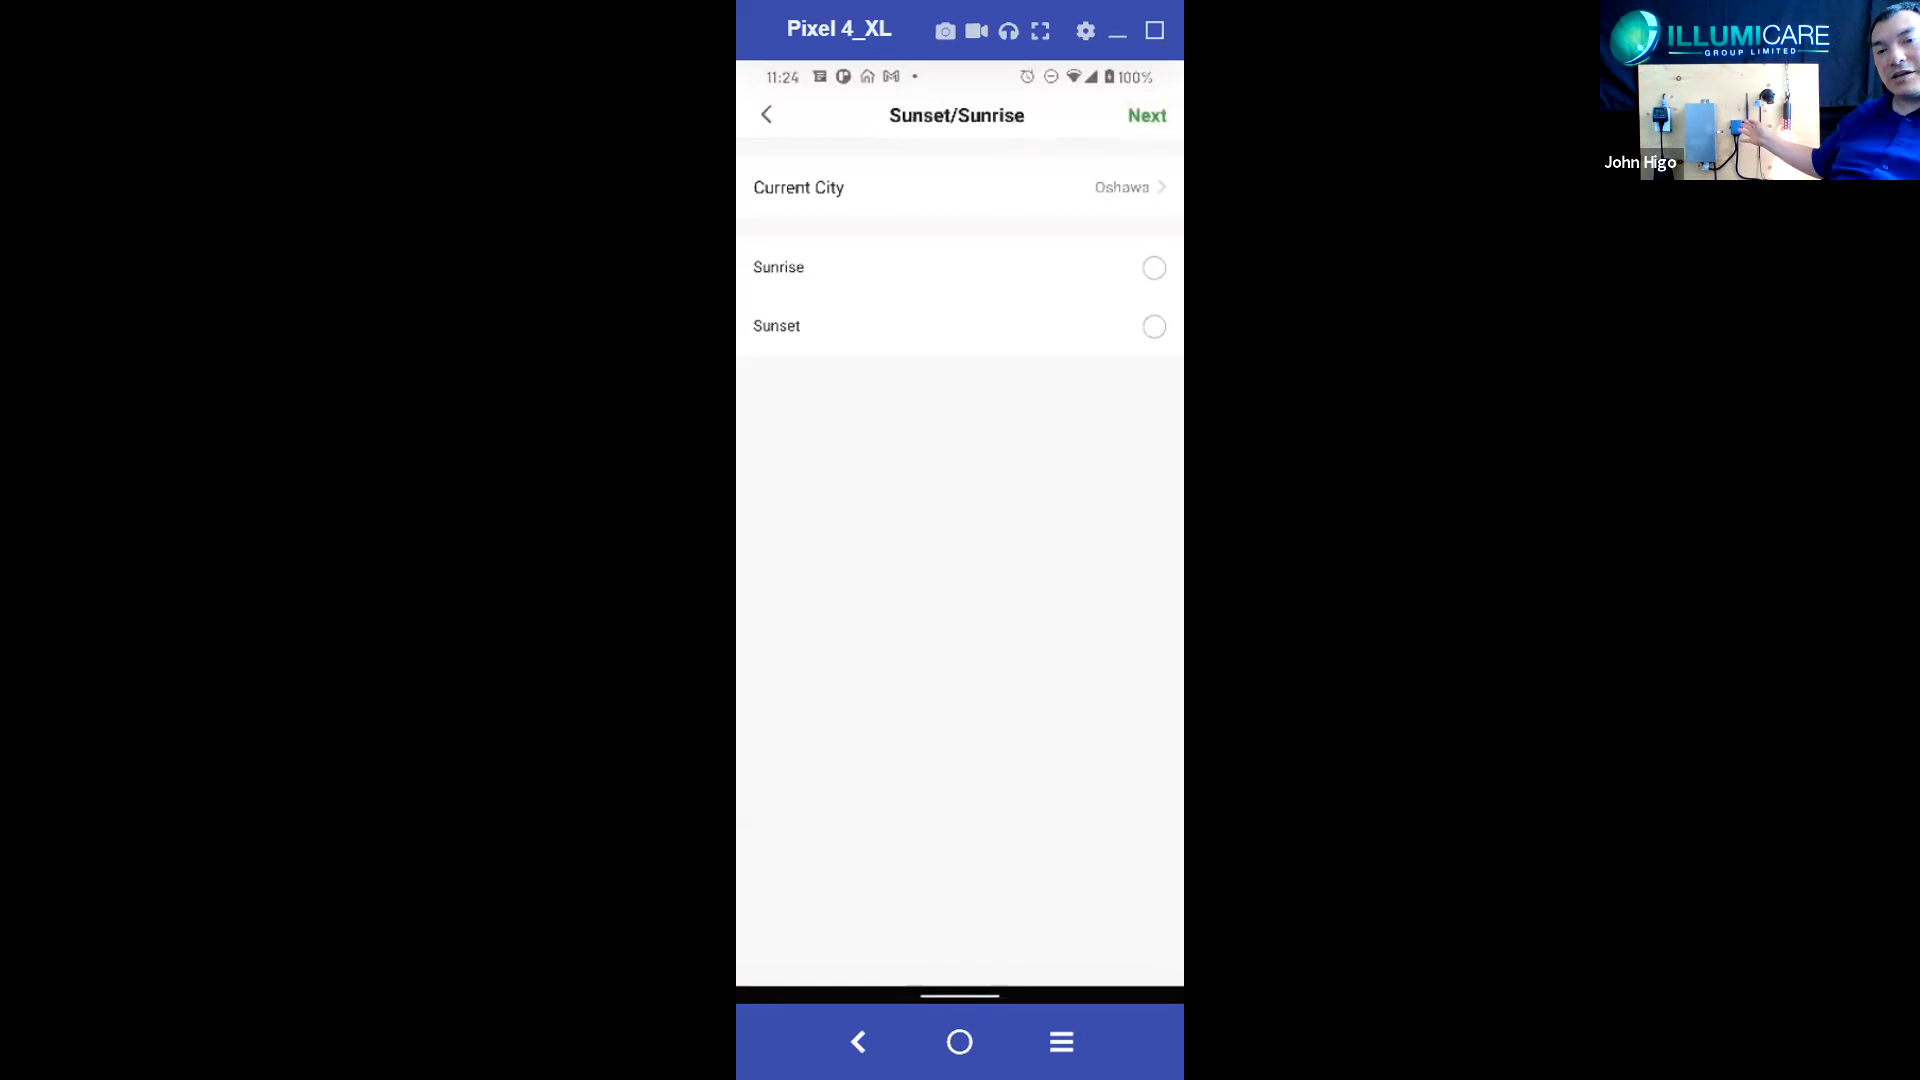 Pixel 4_XL
11:24
100%
Sunset/Sunrise
Next
Current City
Oshawa
Sunrise
Sunset
ILLUMICARE
GROUP LIMITED
John Higo